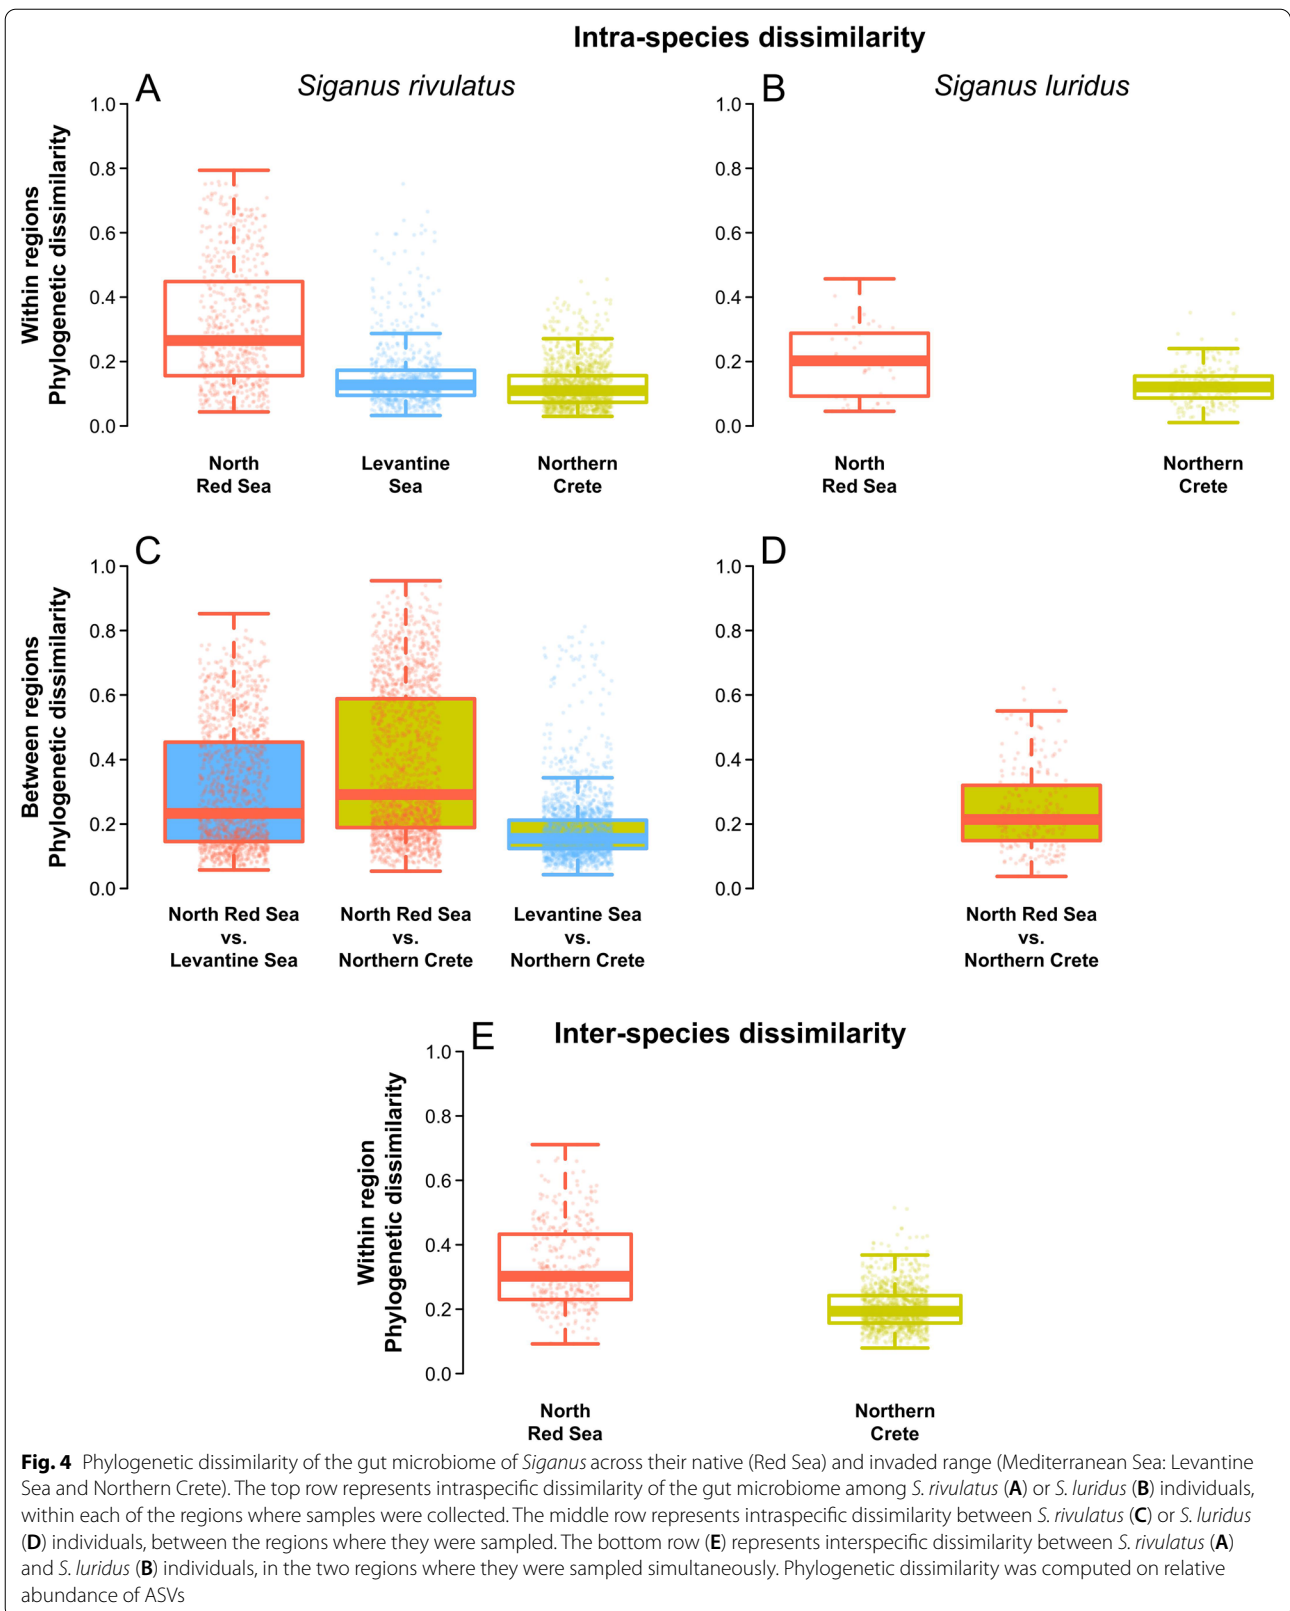 Intra-species dissimilarity
A
Siganus rivulatus
B
Siganus luridus
Within regions
Phylogenetic dissimilarity
1.0
0.8
0.6
0.4
0.2
0.0
North
Red Sea
Levantine
Sea
Northern
Crete
1.0
0.8
0.6
0.4
0.2
0.0
North
Red Sea
Northern
Crete
C
D
Between regions
Phylogenetic dissimilarity
1.0
0.8
0.6
0.4
0.2
0.0
North Red Sea
vs.
Levantine Sea
North Red Sea
vs.
Northern Crete
Levantine Sea
vs.
Northern Crete
1.0
0.8
0.6
0.4
0.2
0.0
North Red Sea
vs.
Northern Crete
E
Inter-species dissimilarity
Within region
Phylogenetic dissimilarity
1.0
0.8
0.6
0.4
0.2
0.0
North
Red Sea
Northern
Crete
Fig. 4 Phylogenetic dissimilarity of the gut microbiome of Siganus across their native (Red Sea) and invaded range (Mediterranean Sea: Levantine
Sea and Northern Crete). The top row represents intraspecific dissimilarity of the gut microbiome among S. rivulatus (A) or S. luridus (B) individuals,
within each of the regions where samples were collected. The middle row represents intraspecific dissimilarity between S. rivulatus (C) or S. luridus
(D) individuals, between the regions where they were sampled. The bottom row (E) represents interspecific dissimilarity between S. rivulatus (A)
and S. luridus (B) individuals, in the two regions where they were sampled simultaneously. Phylogenetic dissimilarity was computed on relative
abundance of ASVs